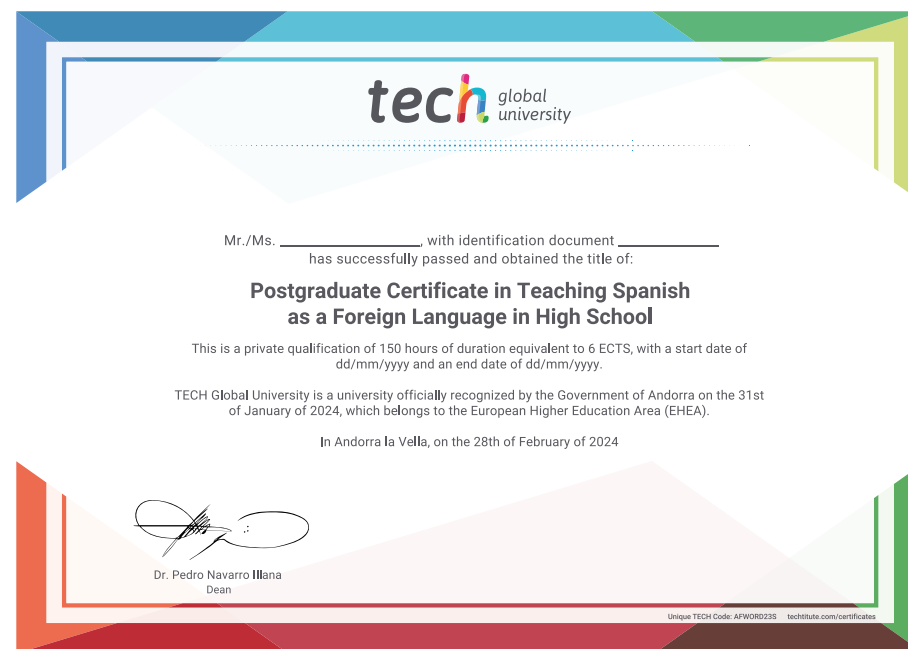 tech global university
Mr./Ms. ____________, with identification document ____________
has successfully passed and obtained the title of:
Postgraduate Certificate in Teaching Spanish
as a Foreign Language in High School
This is a private qualification of 150 hours of duration equivalent to 6 ECTS, with a start date of
dd/mm/yyyy and an end date of dd/mm/yyyy.
TECH Global University is a university officially recognized by the Government of Andorra on the 31st
of January of 2024, which belongs to the European Higher Education Area (EHEA).
In Andorra la Vella, on the 28th of February of 2024
Dr. Pedro Navarro Illana
Dean
Unique TECH Code: AFWORD23S techtitute.com/certificates